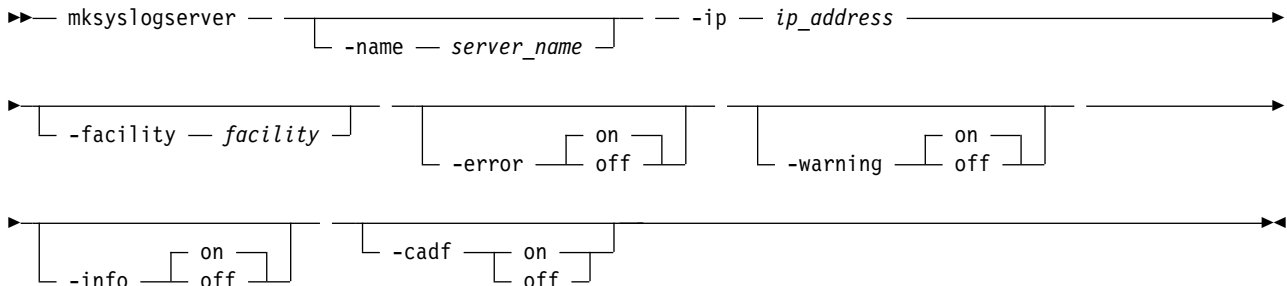 mksyslogserver -ip ip_address
-name server_name
-facility facility on on
-error off -warning off
on -cadf on
-info off off